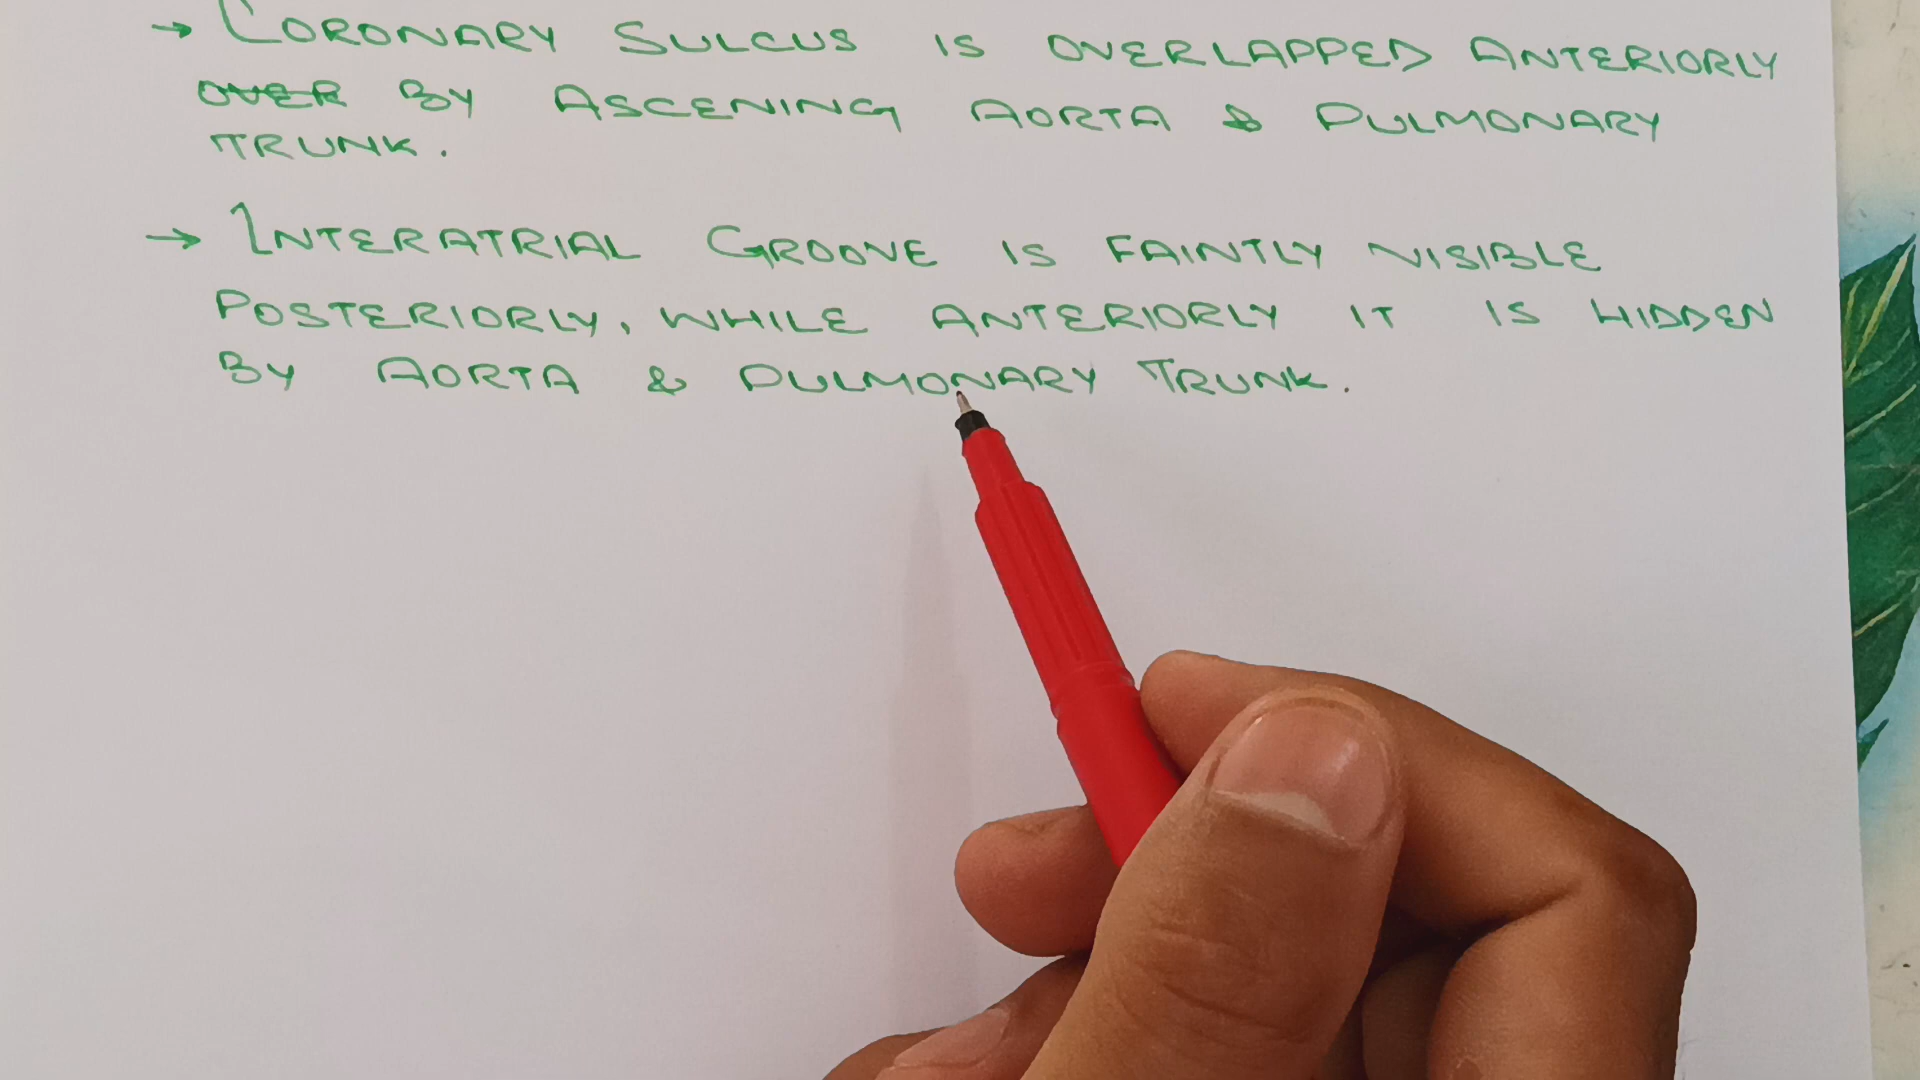 → CORONARY SULCUS IS OVERLAPPED ANTERIORLY
OVER BY ASCENING AORTA & PULMONARY
TRUNK.
→ INTERATRIAL GROOVE IS FAINTLY VISIBLE
POSTERIORLY, WHILE ANTERIORLY IT IS HIDDEN
BY AORTA & PULMONARY TRUNK.